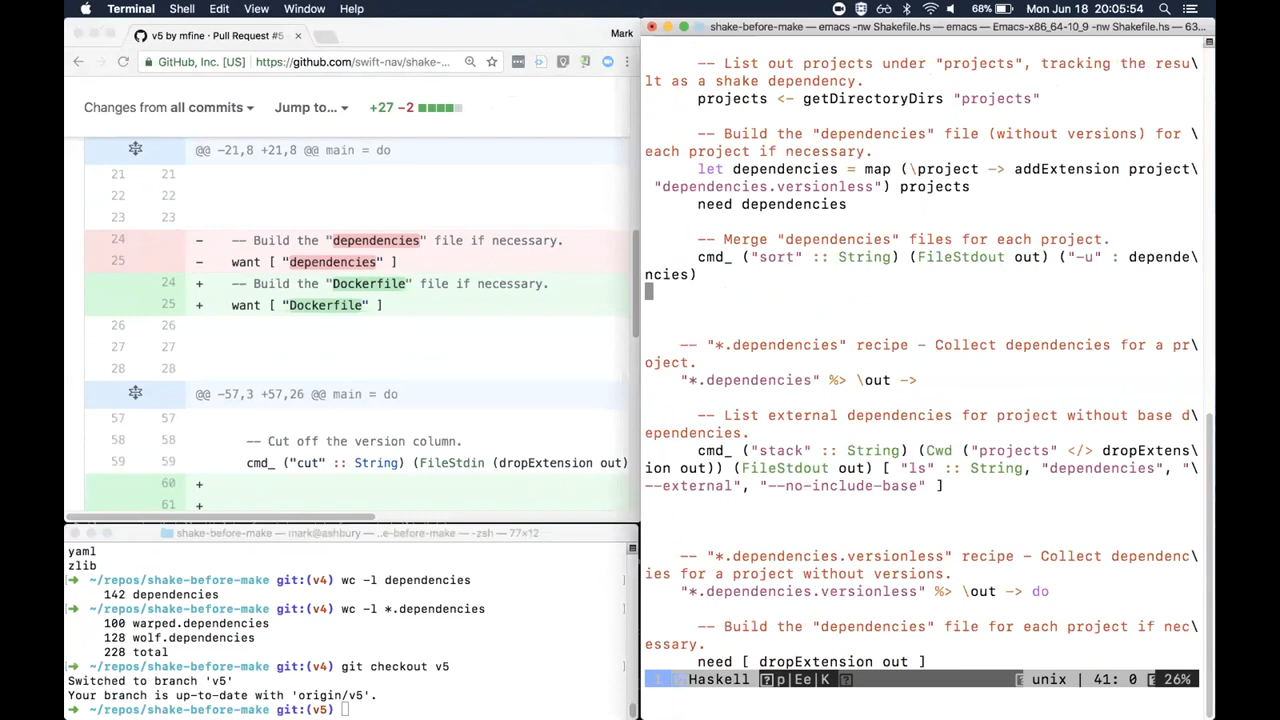 Terminal Shell Edit View Window Help
68% Mon Jun 18 20:05:54
v5 by mfine · Pull Request #5 ·
Mark
GitHub, Inc. [US] https://github.com/swift-nav/shake-
Changes from all commits Jump to... +27 −2
@@ -21,8 +21,8 @@ main = do
21 21
22 22
23 23
24 - -- Build the "dependencies" file if necessary.
25 - want [ "dependencies" ]
24 + -- Build the "Dockerfile" file if necessary.
25 + want [ "Dockerfile" ]
26 26
27 27
28 28
@@ -57,3 +57,26 @@ main = do
57 57
58 58 -- Cut off the version column.
59 59 cmd_ ("cut" :: String) (FileStdin (dropExtension out)
60 +
61 +
shake-before-make — mark@ashbury — ..e-before-make — -zsh — 77×12
yaml
zlib
[➜ ~/repos/shake-before-make git:(v4) wc -l dependencies ]
142 dependencies
[➜ ~/repos/shake-before-make git:(v4) wc -l *.dependencies ]
100 warped.dependencies
128 wolf.dependencies
228 total
[➜ ~/repos/shake-before-make git:(v4) git checkout v5 ]
Switched to branch 'v5'
Your branch is up-to-date with 'origin/v5'.
➜ ~/repos/shake-before-make git:(v5)
shake-before-make — emacs -nw Shakefile.hs — emacs — Emacs-x86_64-10_9 -nw Shakefile.hs — 63...
-- List out projects under "projects", tracking the resu\
lt as a shake dependency.
projects <- getDirectoryDirs "projects"
-- Build the "dependencies" file (without versions) for \
each project if necessary.
let dependencies = map (\project -> addExtension project\
"dependencies.versionless") projects
need dependencies
-- Merge "dependencies" files for each project.
cmd_ ("sort" :: String) (FileStdout out) ("-u" : depende\
ncies)
-- "*.dependencies" recipe - Collect dependencies for a pr\
oject.
"*.dependencies" %> \out ->
-- List external dependencies for project without base d\
ependencies.
cmd_ ("stack" :: String) (Cwd ("projects" </> dropExtens\
ion out)) (FileStdout out) [ "ls" :: String, "dependencies", "\
--external", "--no-include-base" ]
-- "*.dependencies.versionless" recipe - Collect dependenc\
ies for a project without versions.
"*.dependencies.versionless" %> \out -> do
-- Build the "dependencies" file for each project if nec\
essary.
need [ dropExtension out ]
1 Haskell p|Ee|K unix | 41: 0 26%